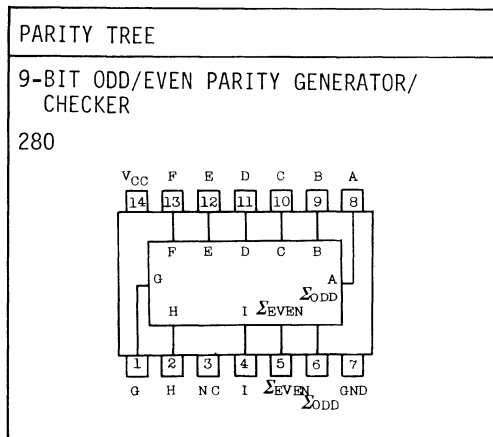 PARITY TREE
9-BIT ODD/EVEN PARITY GENERATOR/
CHECKER
280
VCC F E D C B A
14 13 12 11 10 9 8
F E D C B
G A
H I ΣEVEN ΣODD
1 2 3 4 5 6 7
G H NC I ΣEVEN ΣODD GND